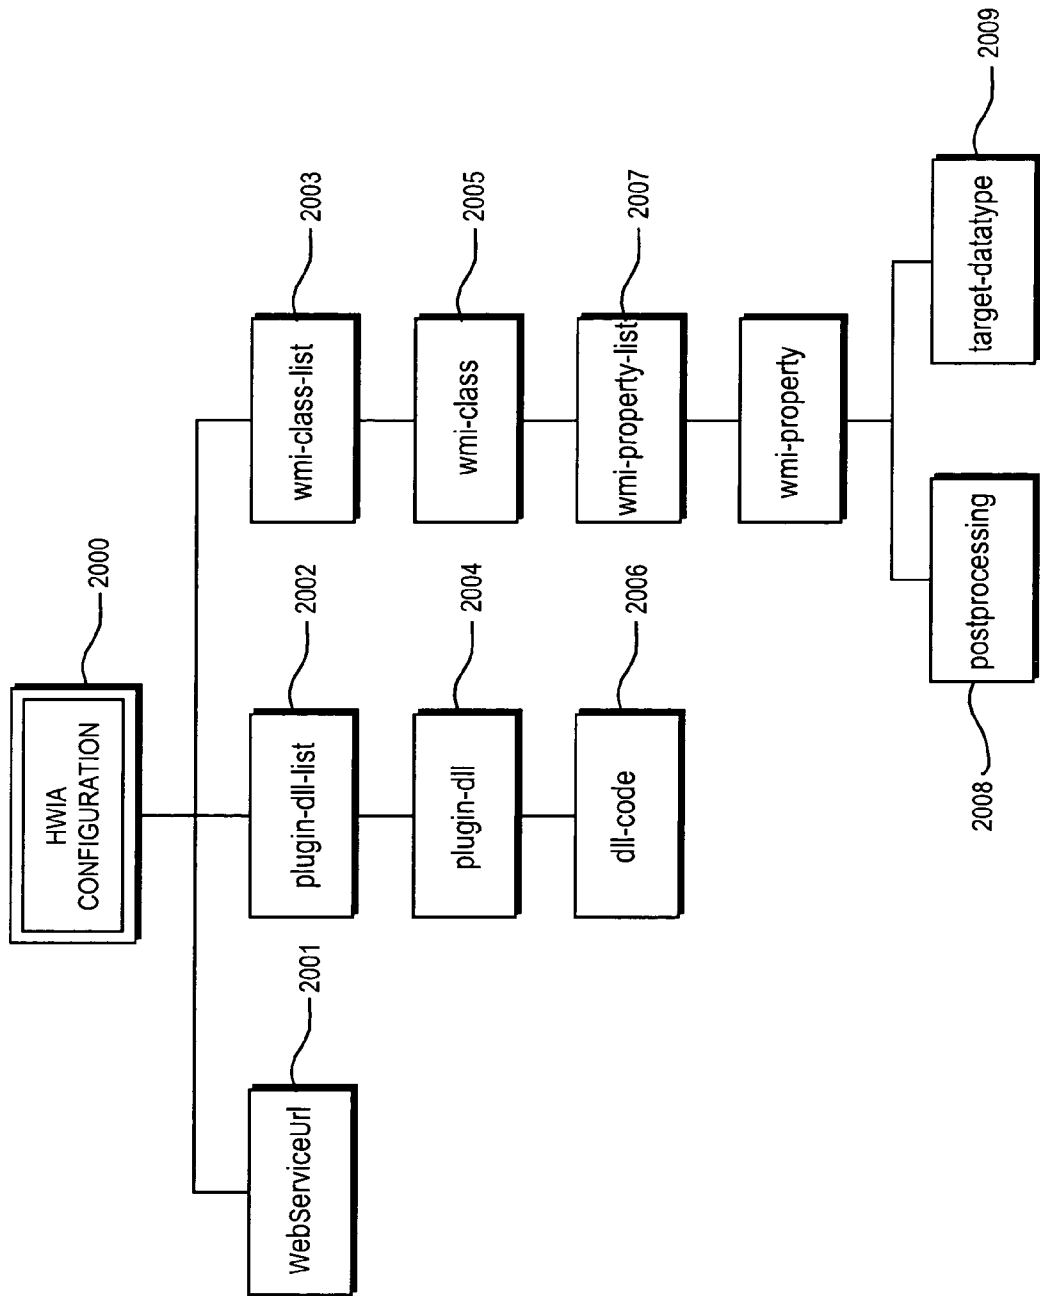 HWIA
CONFIGURATION
2000
WebServiceUrl
2001
plugin-dll-list
2002
wmi-class-list
2003
plugin-dll
2004
wmi-class
2005
dll-code
2006
wmi-property-list
2007
wmi-property
postprocessing
2008
target-datatype
2009